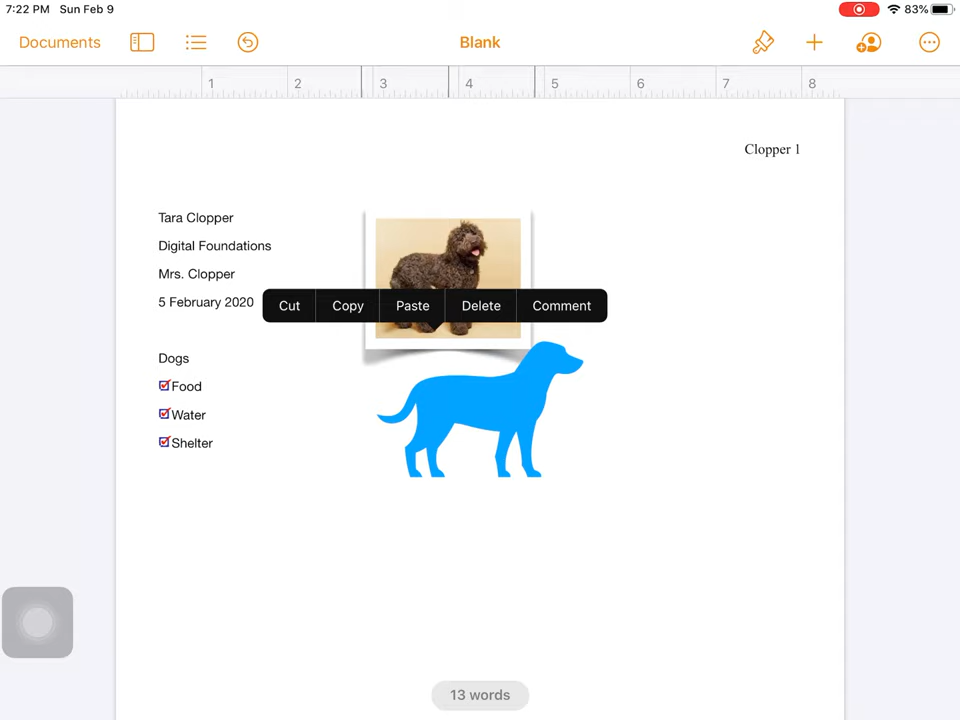 7:22 PM Sun Feb 9 83%
Documents Blank
1 2 3 4 5 6 7 8
Clopper 1
Tara Clopper
Digital Foundations
Mrs. Clopper
5 February 2020
Cut Copy Paste Delete Comment
Dogs
Food
Water
Shelter
13 words